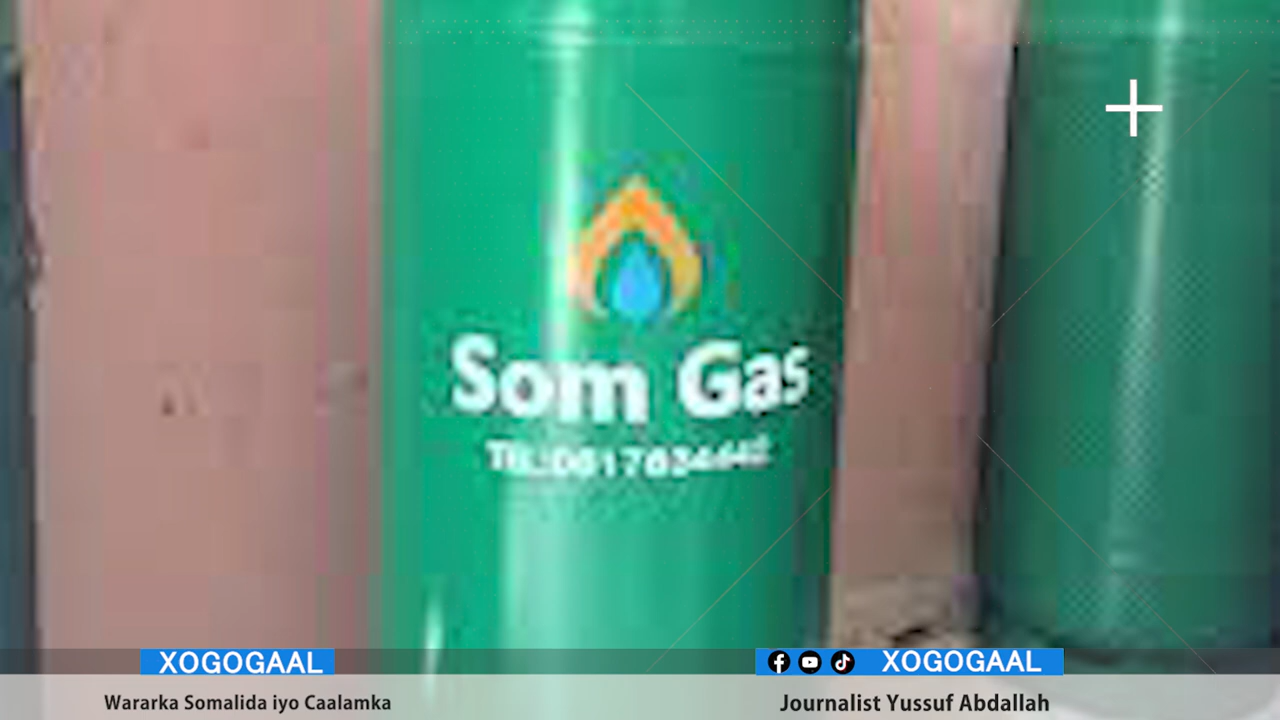 Som Gas
XOGOGAAL
XOGOGAAL
Wararka Somalida iyo Caalamka
Journalist Yussuf Abdallah